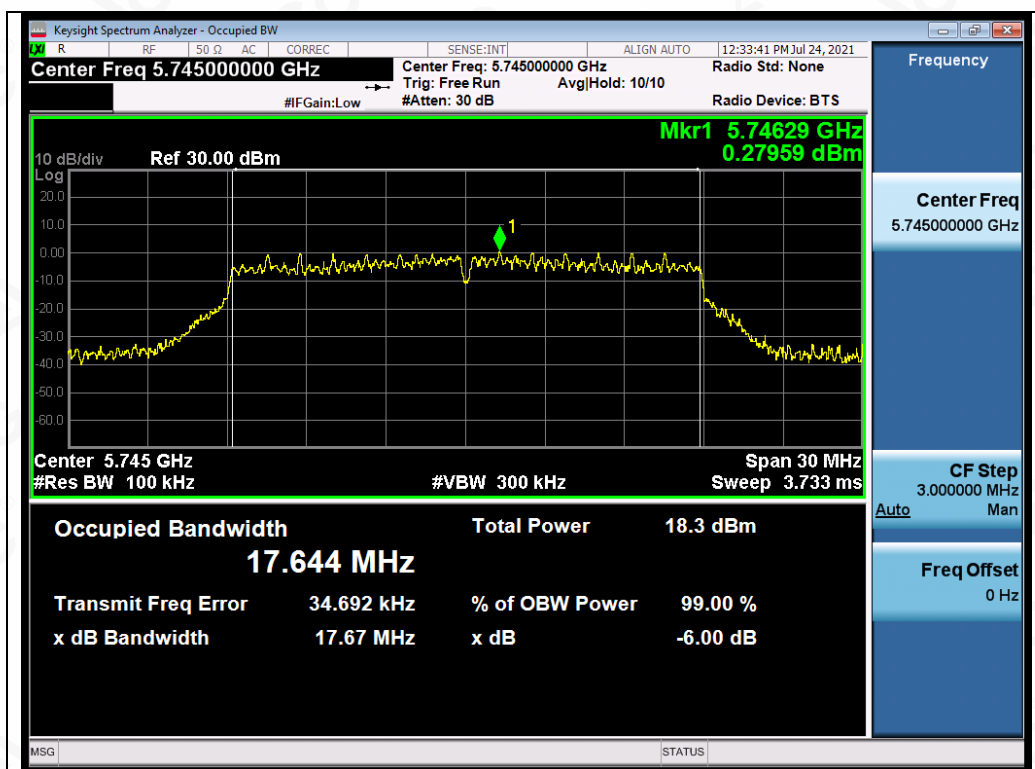 Keysight Spectrum Analyzer - Occupied BW
LXI R RF 50 Ω AC CORREC SENSE:INT ALIGN AUTO 12:33:41 PM Jul 24, 2021
Center Freq 5.745000000 GHz
Center Freq: 5.745000000 GHz
Radio Std: None
Trig: Free Run Avg|Hold: 10/10
#IFGain:Low
#Atten: 30 dB
Radio Device: BTS
Frequency
Mkr1 5.74629 GHz
0.27959 dBm
10 dB/div Ref 30.00 dBm
Log
20.0
10.0
0.00
-10.0
-20.0
-30.0
-40.0
-50.0
-60.0
1
Center 5.745 GHz Span 30 MHz
#Res BW 100 kHz #VBW 300 kHz Sweep 3.733 ms
Center Freq
5.745000000 GHz
CF Step
3.000000 MHz
Auto Man
Freq Offset
0 Hz
Occupied Bandwidth Total Power 18.3 dBm
17.644 MHz
Transmit Freq Error 34.692 kHz % of OBW Power 99.00 %
x dB Bandwidth 17.67 MHz x dB -6.00 dB
MSG STATUS